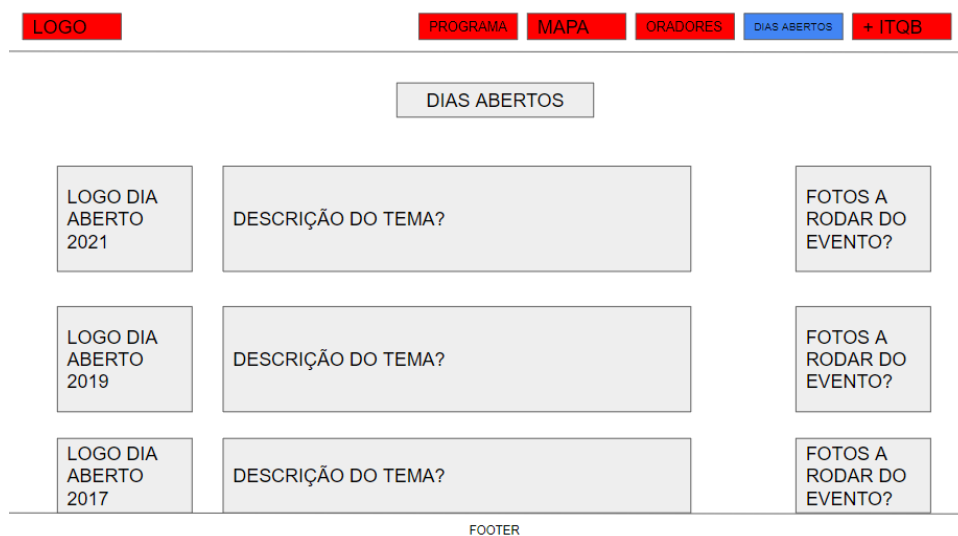 LOGO
PROGRAMA
MAPA
ORADORES
DIAS ABERTOS
+ ITQB
DIAS ABERTOS
LOGO DIA
ABERTO
2021
DESCRIÇÃO DO TEMA?
FOTOS A
RODAR DO
EVENTO?
LOGO DIA
ABERTO
2019
DESCRIÇÃO DO TEMA?
FOTOS A
RODAR DO
EVENTO?
LOGO DIA
ABERTO
2017
DESCRIÇÃO DO TEMA?
FOTOS A
RODAR DO
EVENTO?
FOOTER